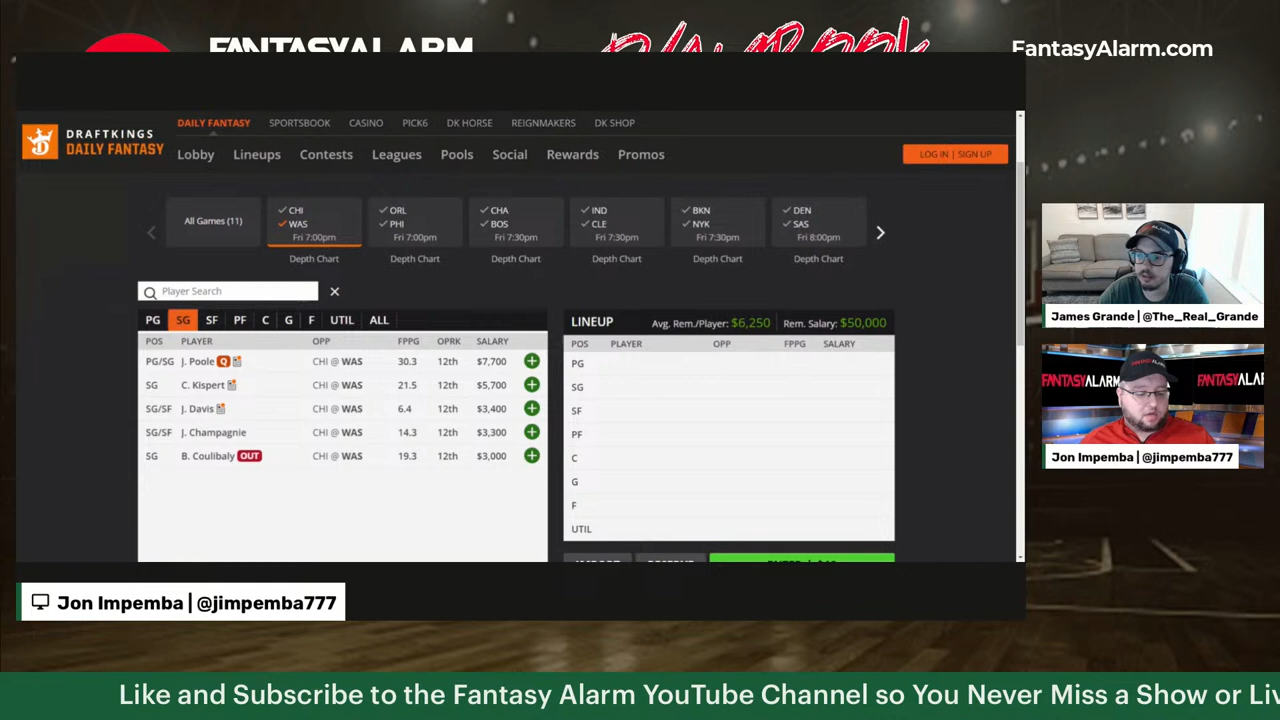 FANTASYALARM
PLAYBOOK
FantasyAlarm.com
DRAFTKINGS
DAILY FANTASY
DAILY FANTASY SPORTSBOOK CASINO PICK6 DK HORSE REIGNMAKERS DK SHOP
Lobby Lineups Contests Leagues Pools Social Rewards Promos
LOG IN | SIGN UP
All Games (11)
CHI
WAS
Fri 7:00pm
Depth Chart
ORL
PHI
Fri 7:00pm
Depth Chart
CHA
BOS
Fri 7:30pm
Depth Chart
IND
CLE
Fri 7:30pm
Depth Chart
BKN
NYK
Fri 7:30pm
Depth Chart
DEN
SAS
Fri 8:00pm
Depth Chart
Player Search
PG SG SF PF C G F UTIL ALL
POS PLAYER OPP FPPG OPRK SALARY
PG/SG J. Poole Q CHI @ WAS 30.3 12th $7,700
SG C. Kispert CHI @ WAS 21.5 12th $5,700
SG/SF J. Davis CHI @ WAS 6.4 12th $3,400
SG/SF J. Champagnie CHI @ WAS 14.3 12th $3,300
SG B. Coulibaly OUT CHI @ WAS 19.3 12th $3,000
LINEUP Avg. Rem./Player: $6,250 Rem. Salary: $50,000
POS PLAYER OPP FPPG SALARY
PG
SG
SF
PF
C
G
F
UTIL
James Grande | @The_Real_Grande
FANTASYALARM
FANTASYALAR
Jon Impemba | @jimpemba777
Jon Impemba | @jimpemba777
Like and Subscribe to the Fantasy Alarm YouTube Channel so You Never Miss a Show or Liv